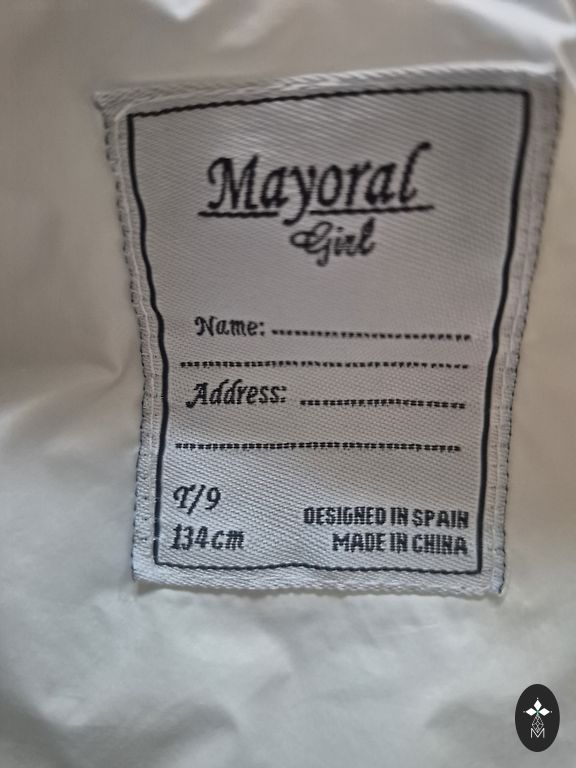 Mayoral
Girl
Name: ..............................
..........................................
Address: .........................
..........................................
T/9
134cm
DESIGNED IN SPAIN
MADE IN CHINA
M